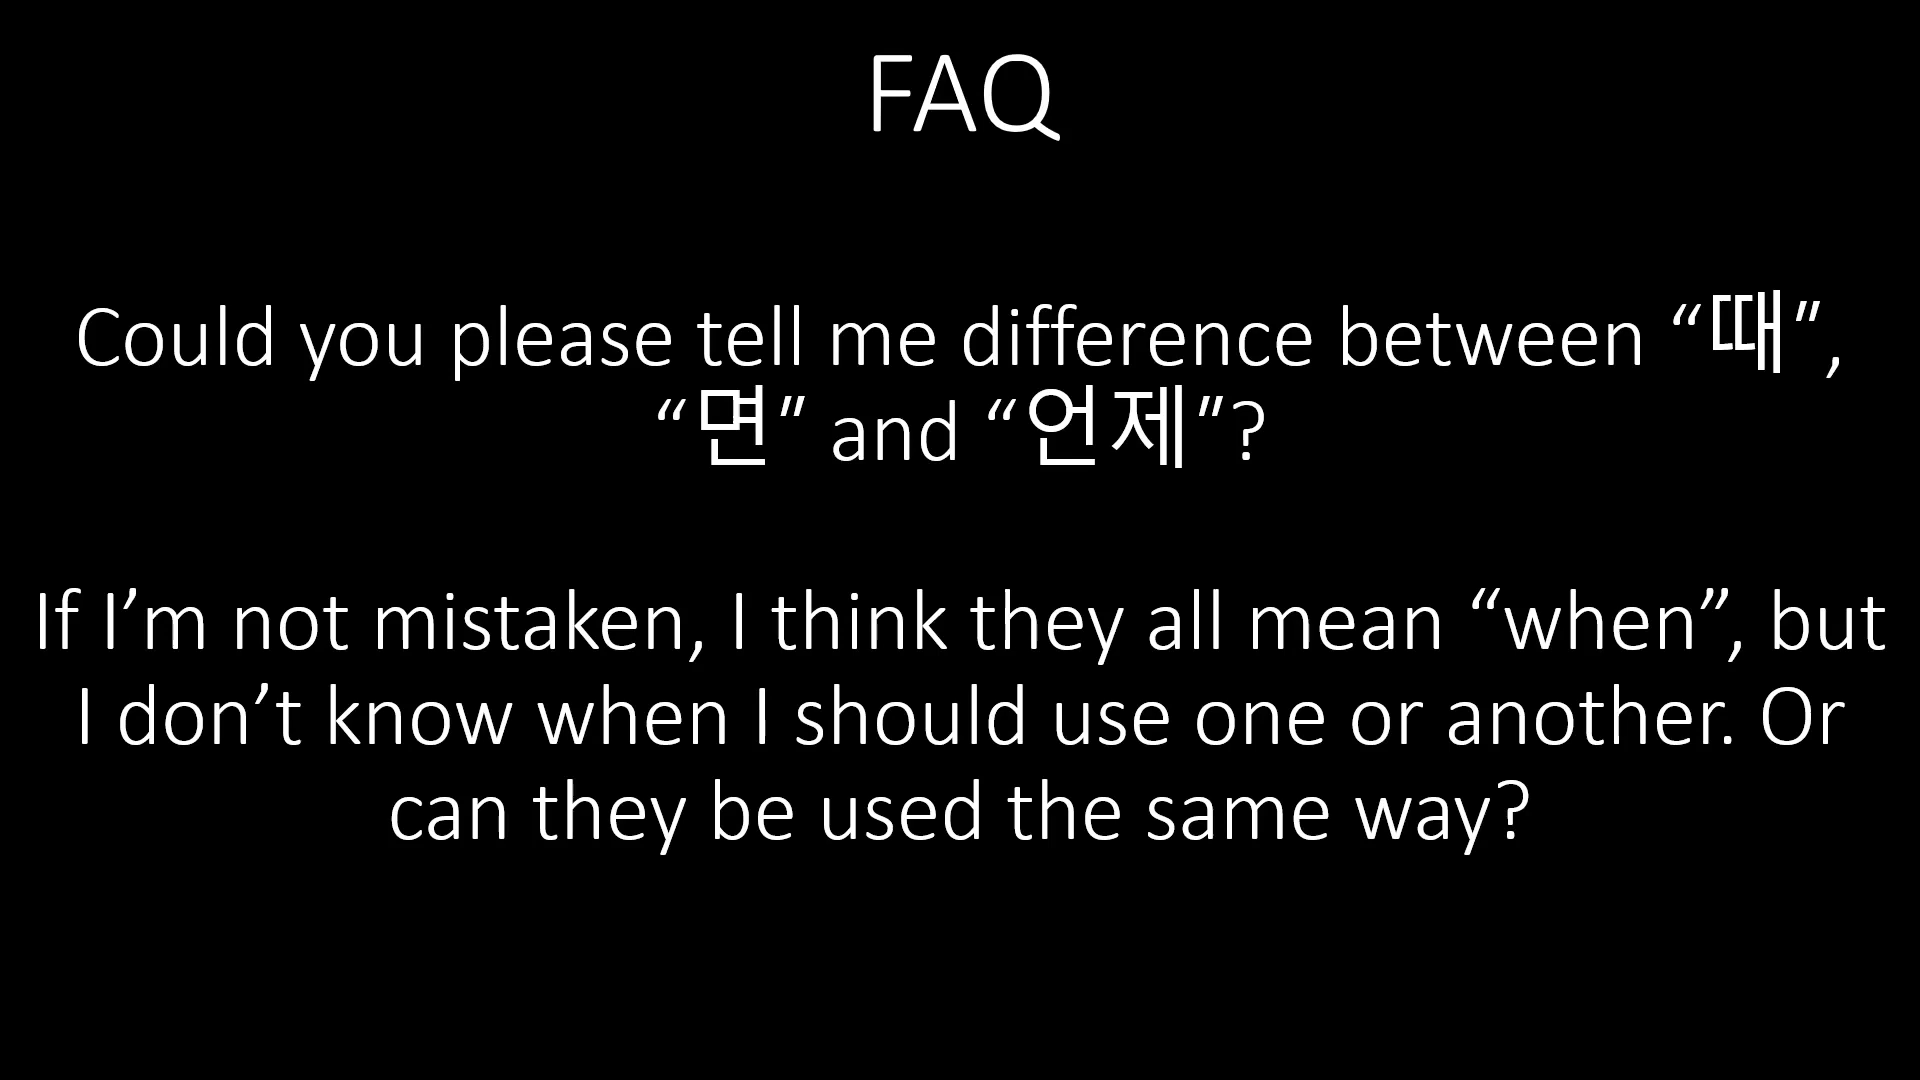 FAQ
Could you please tell me difference between “때”,
“면” and “언제”?
If I’m not mistaken, I think they all mean “when”, but
I don’t know when I should use one or another. Or
can they be used the same way?